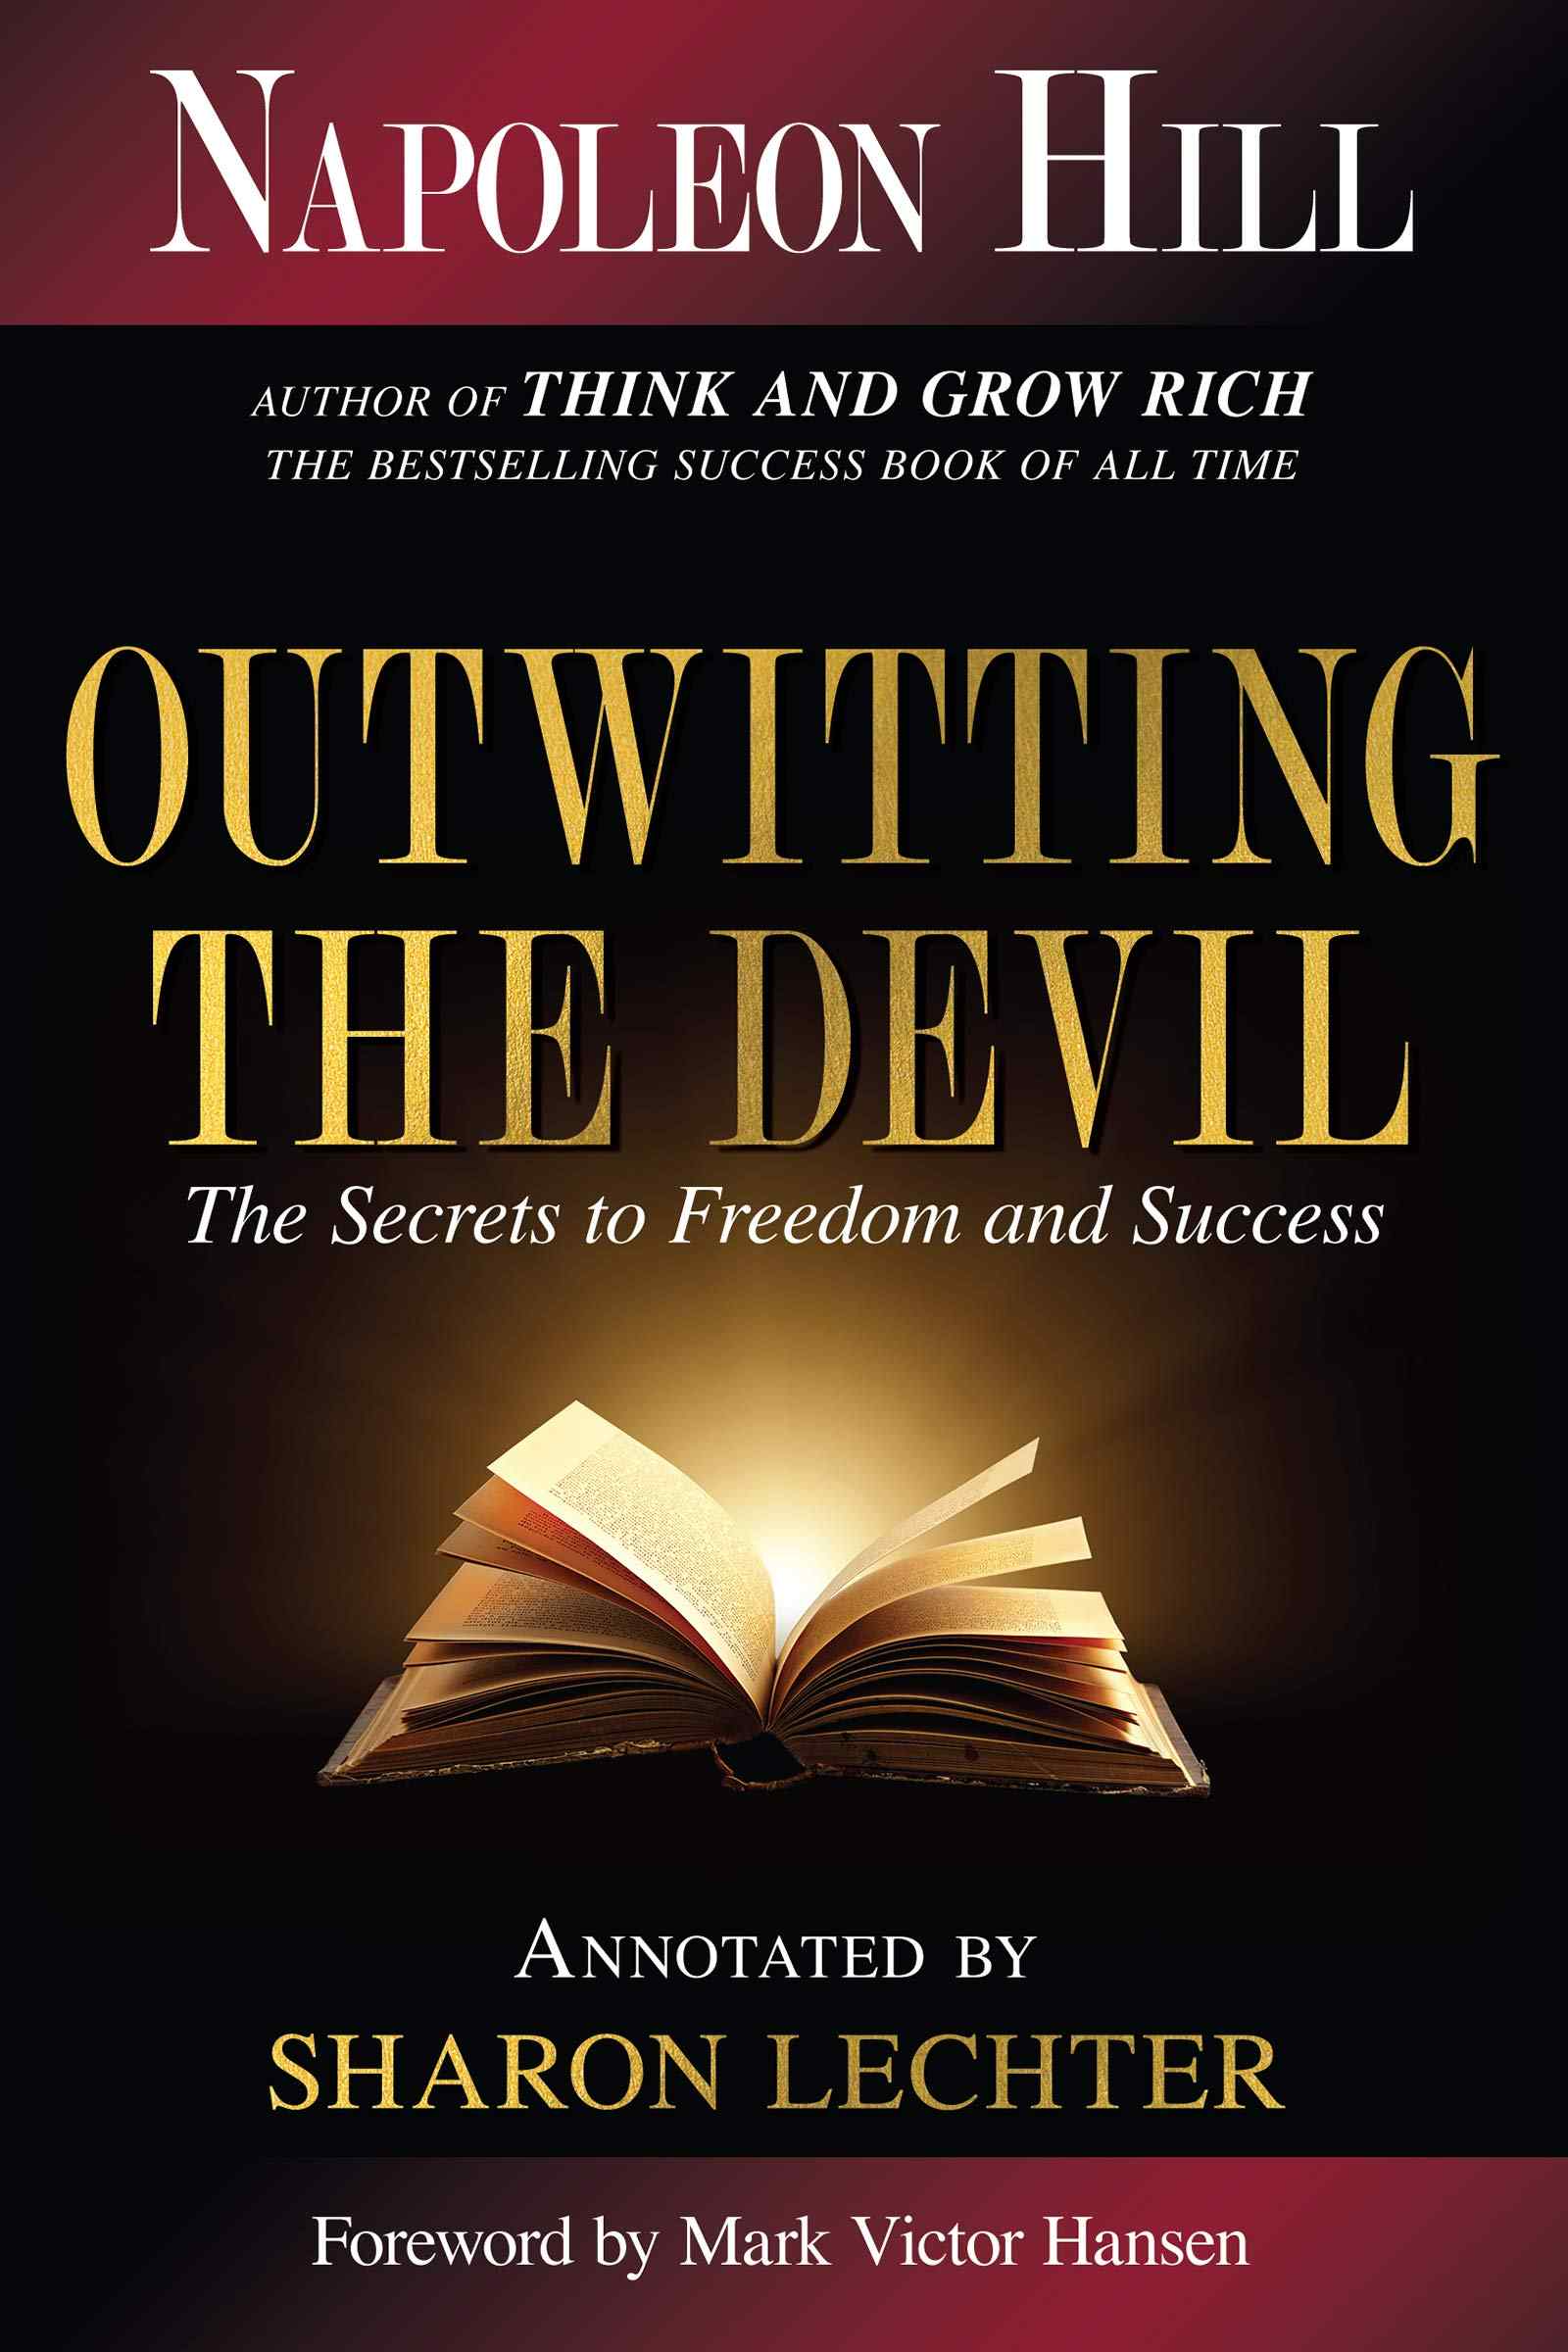 NAPOLEON HILL
AUTHOR OF THINK AND GROW RICH
THE BESTSELLING SUCCESS BOOK OF ALL TIME
OUTWITTING
THE DEVIL
The Secrets to Freedom and Success
ANNOTATED BY
SHARON LECHTER
Foreword by Mark Victor Hansen